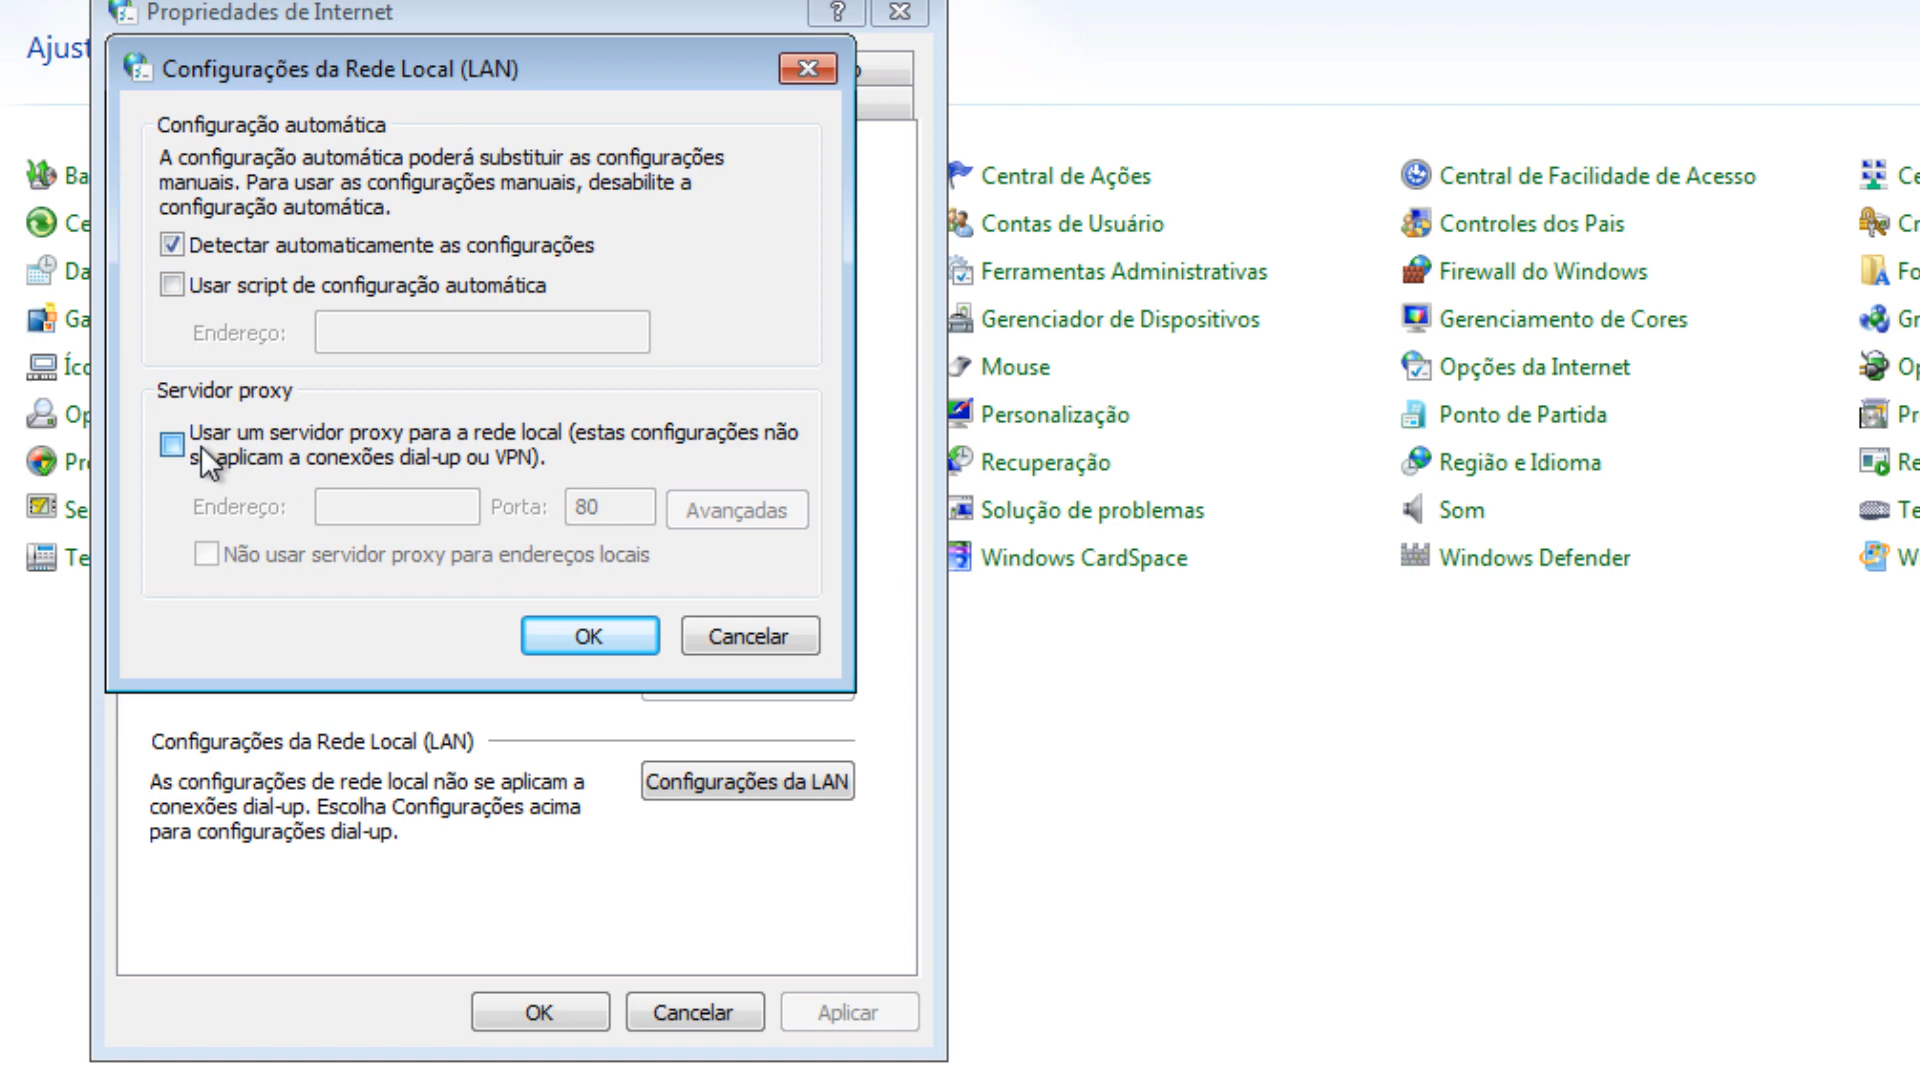 Propriedades de Internet
Configurações da Rede Local (LAN)
Configuração automática
A configuração automática poderá substituir as configurações
manuais. Para usar as configurações manuais, desabilite a
configuração automática.
Detectar automaticamente as configurações
Usar script de configuração automática
Endereço:
Servidor proxy
Usar um servidor proxy para a rede local (estas configurações não
se aplicam a conexões dial-up ou VPN).
Endereço:
Porta: 80
Avançadas
Não usar servidor proxy para endereços locais
OK
Cancelar
Configurações da Rede Local (LAN)
As configurações de rede local não se aplicam a
conexões dial-up. Escolha Configurações acima
para configurações dial-up.
Configurações da LAN
OK
Cancelar
Aplicar
Central de Ações
Contas de Usuário
Ferramentas Administrativas
Gerenciador de Dispositivos
Mouse
Personalização
Recuperação
Solução de problemas
Windows CardSpace
Central de Facilidade de Acesso
Controles dos Pais
Firewall do Windows
Gerenciamento de Cores
Opções da Internet
Ponto de Partida
Região e Idioma
Som
Windows Defender